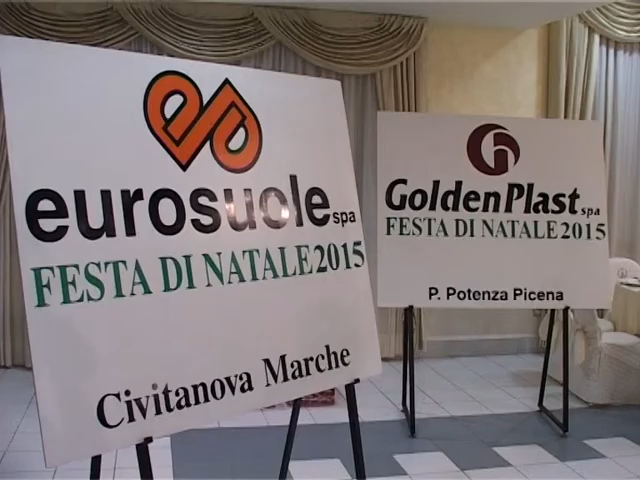 eurosuole spa
FESTA DI NATALE 2015
Civitanova Marche
GoldenPlast spa
FESTA DI NATALE 2015
P. Potenza Picena